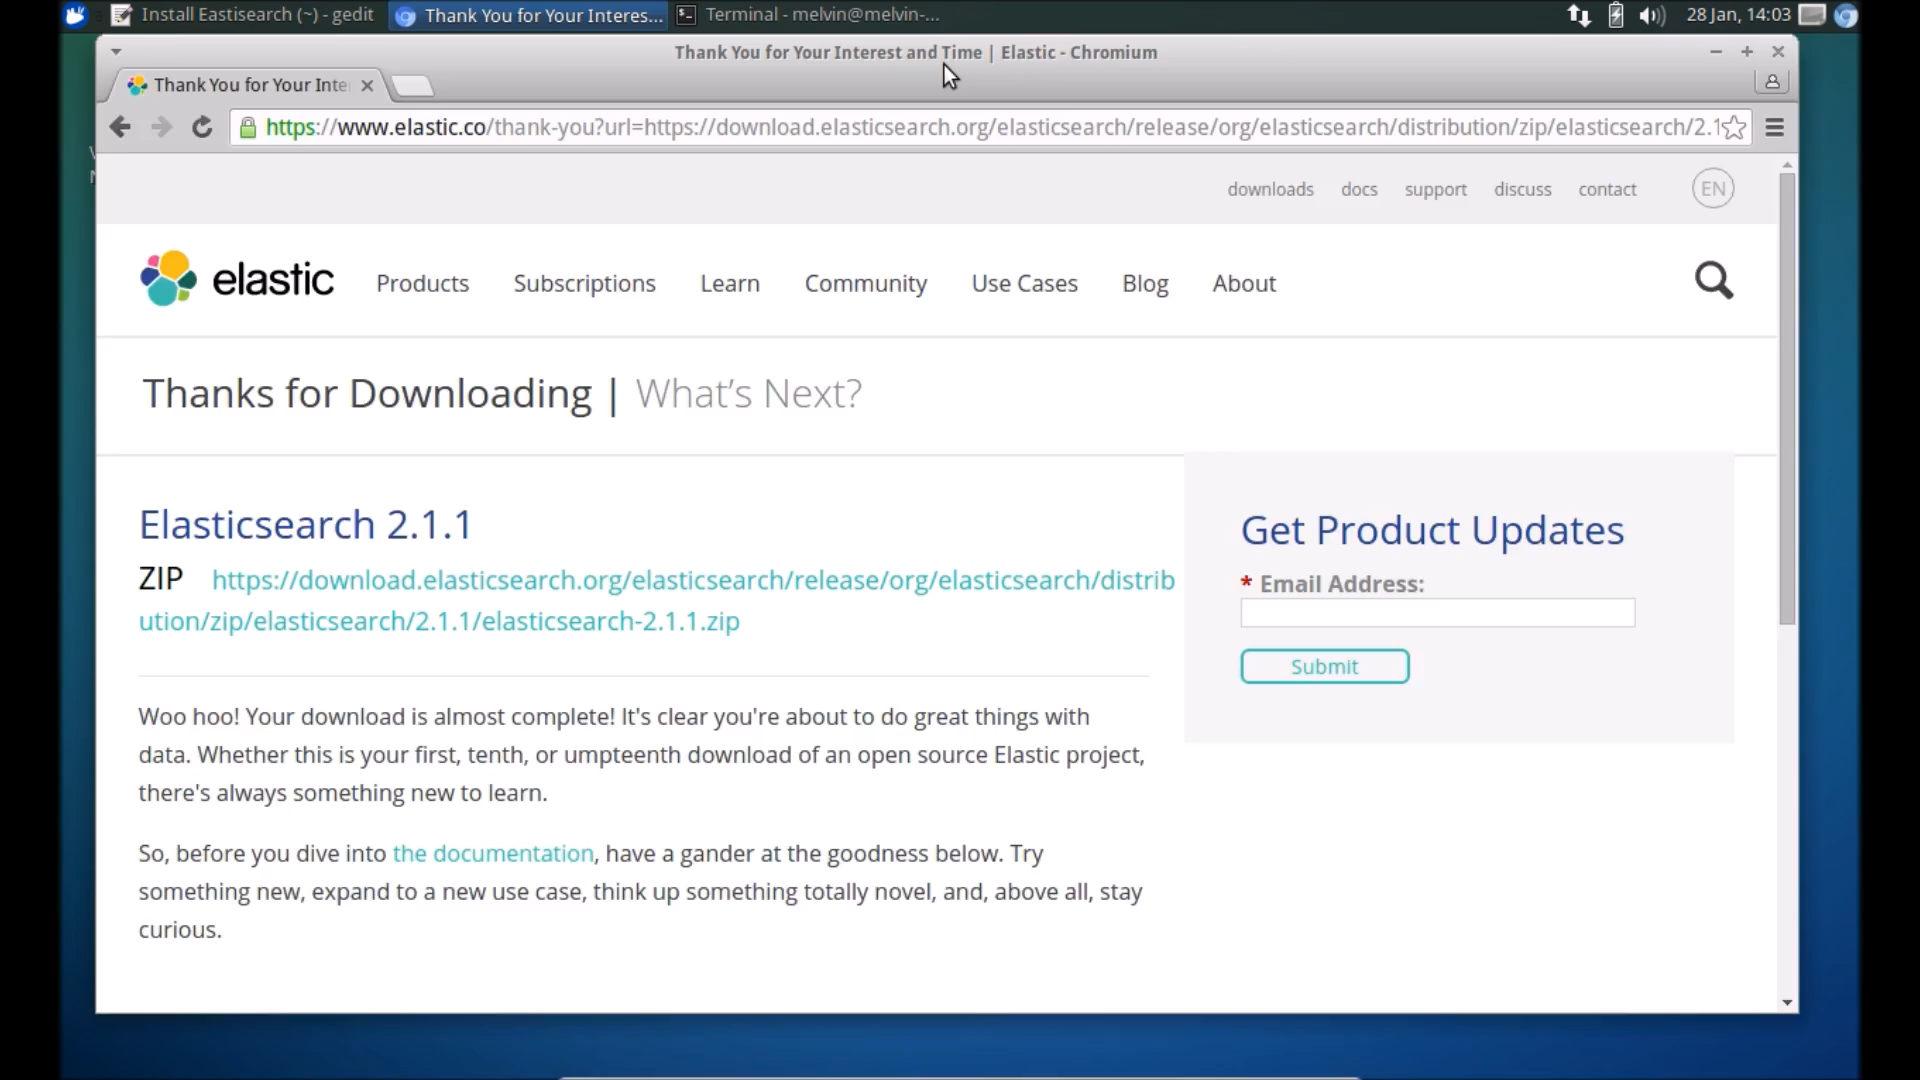 Install Eastisearch (~) - gedit
Thank You for Your Interes...
Terminal - melvin@melvin-...
28 Jan, 14:03
Thank You for Your Interest and Time | Elastic - Chromium
Thank You for Your Inte
https://www.elastic.co/thank-you?url=https://download.elasticsearch.org/elasticsearch/release/org/elasticsearch/distribution/zip/elasticsearch/2.1
downloads docs support discuss contact EN
elastic Products Subscriptions Learn Community Use Cases Blog About
Thanks for Downloading | What's Next?
Elasticsearch 2.1.1
ZIP https://download.elasticsearch.org/elasticsearch/release/org/elasticsearch/distrib
ution/zip/elasticsearch/2.1.1/elasticsearch-2.1.1.zip
Woo hoo! Your download is almost complete! It's clear you're about to do great things with
data. Whether this is your first, tenth, or umpteenth download of an open source Elastic project,
there's always something new to learn.
So, before you dive into the documentation, have a gander at the goodness below. Try
something new, expand to a new use case, think up something totally novel, and, above all, stay
curious.
Get Product Updates
* Email Address:
Submit